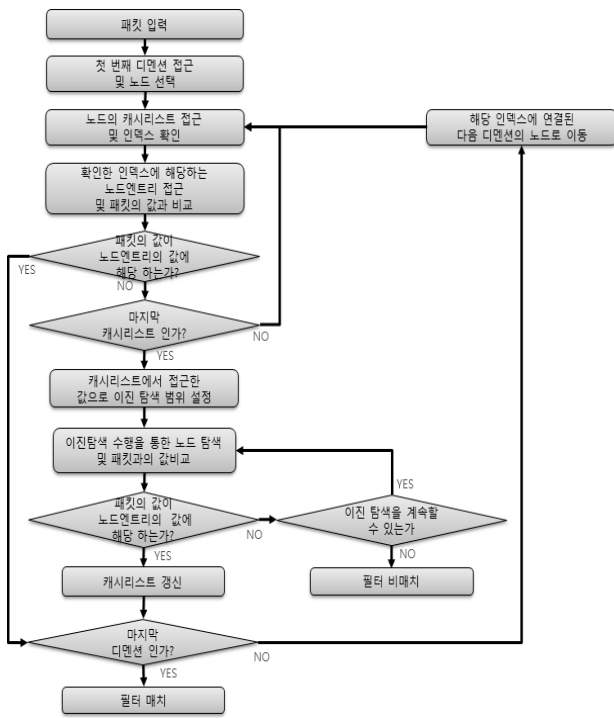 패킷 입력
첫 번째 디멘션 접근
및 노드 선택
노드의 캐시리스트 접근
및 인덱스 확인
해당 인덱스에 연결된
다음 디멘션의 노드로 이동
확인한 인덱스에 해당하는
노드엔트리 접근
및 패킷의 값과 비교
패킷의 값이
노드엔트리의 값에
해당 하는가?
YES
NO
마지막
캐시리스트 인가?
NO
YES
캐시리스트에서 접근한
값으로 이진 탐색 범위 설정
이진탐색 수행을 통한 노드 탐색
및 패킷과의 값비교
YES
패킷의 값이
노드엔트리의 값에
해당 하는가?
이진 탐색을 계속할
수 있는가
NO
YES
NO
캐시리스트 갱신
필터 비매치
마지막
디멘션 인가?
NO
YES
필터 매치